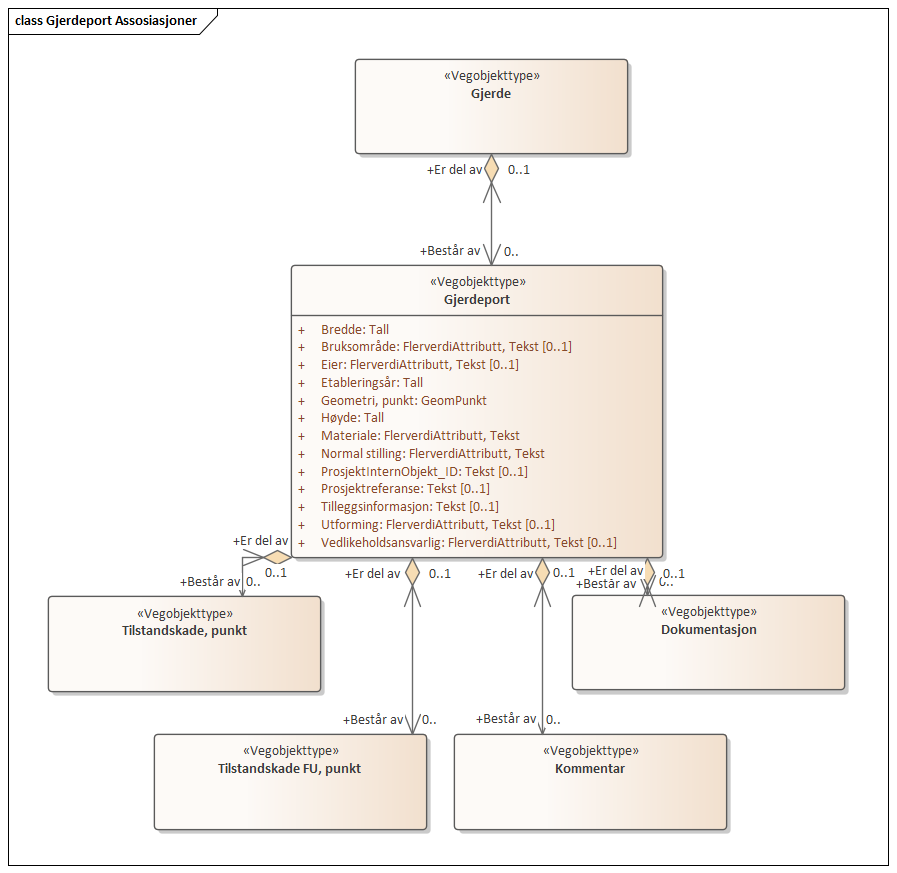 class Gjerdeport Assosiasjoner
«Vegobjekttype»
Gjerde
+Er del av 0..1
+Består av 0..
«Vegobjekttype»
Gjerdeport
+ Bredde: Tall
+ Bruksområde: FlerverdiAttributt, Tekst [0..1]
+ Eier: FlerverdiAttributt, Tekst [0..1]
+ Etableringsår: Tall
+ Geometri, punkt: GeomPunkt
+ Høyde: Tall
+ Materiale: FlerverdiAttributt, Tekst
+ Normal stilling: FlerverdiAttributt, Tekst
+ ProsjektInternObjekt_ID: Tekst [0..1]
+ Prosjektreferanse: Tekst [0..1]
+ Tilleggsinformasjon: Tekst [0..1]
+ Utforming: FlerverdiAttributt, Tekst [0..1]
+ Vedlikeholdsansvarlig: FlerverdiAttributt, Tekst [0..1]
+Er del av
0..1
+Består av 0..
+Er del av 0..1
+Er del av 0..1
+Er del av 0..1
+Består av 0..
«Vegobjekttype»
Tilstandskade, punkt
«Vegobjekttype»
Dokumentasjon
+Består av 0..
+Består av 0..
«Vegobjekttype»
Tilstandskade FU, punkt
«Vegobjekttype»
Kommentar